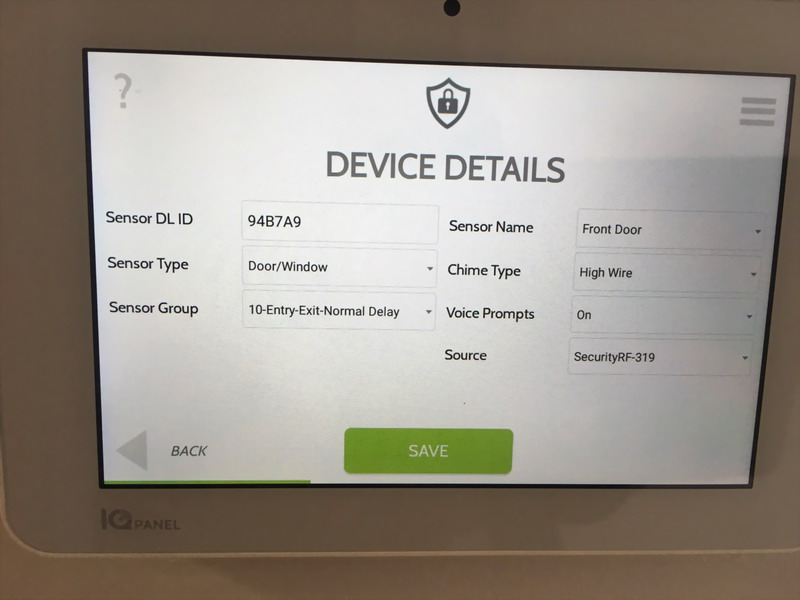 ?
DEVICE DETAILS
Sensor DL ID 94B7A9 Sensor Name Front Door
Sensor Type Door/Window Chime Type High Wire
Sensor Group 10-Entry-Exit-Normal Delay Voice Prompts On
Source SecurityRF-319
BACK SAVE
IQ PANEL